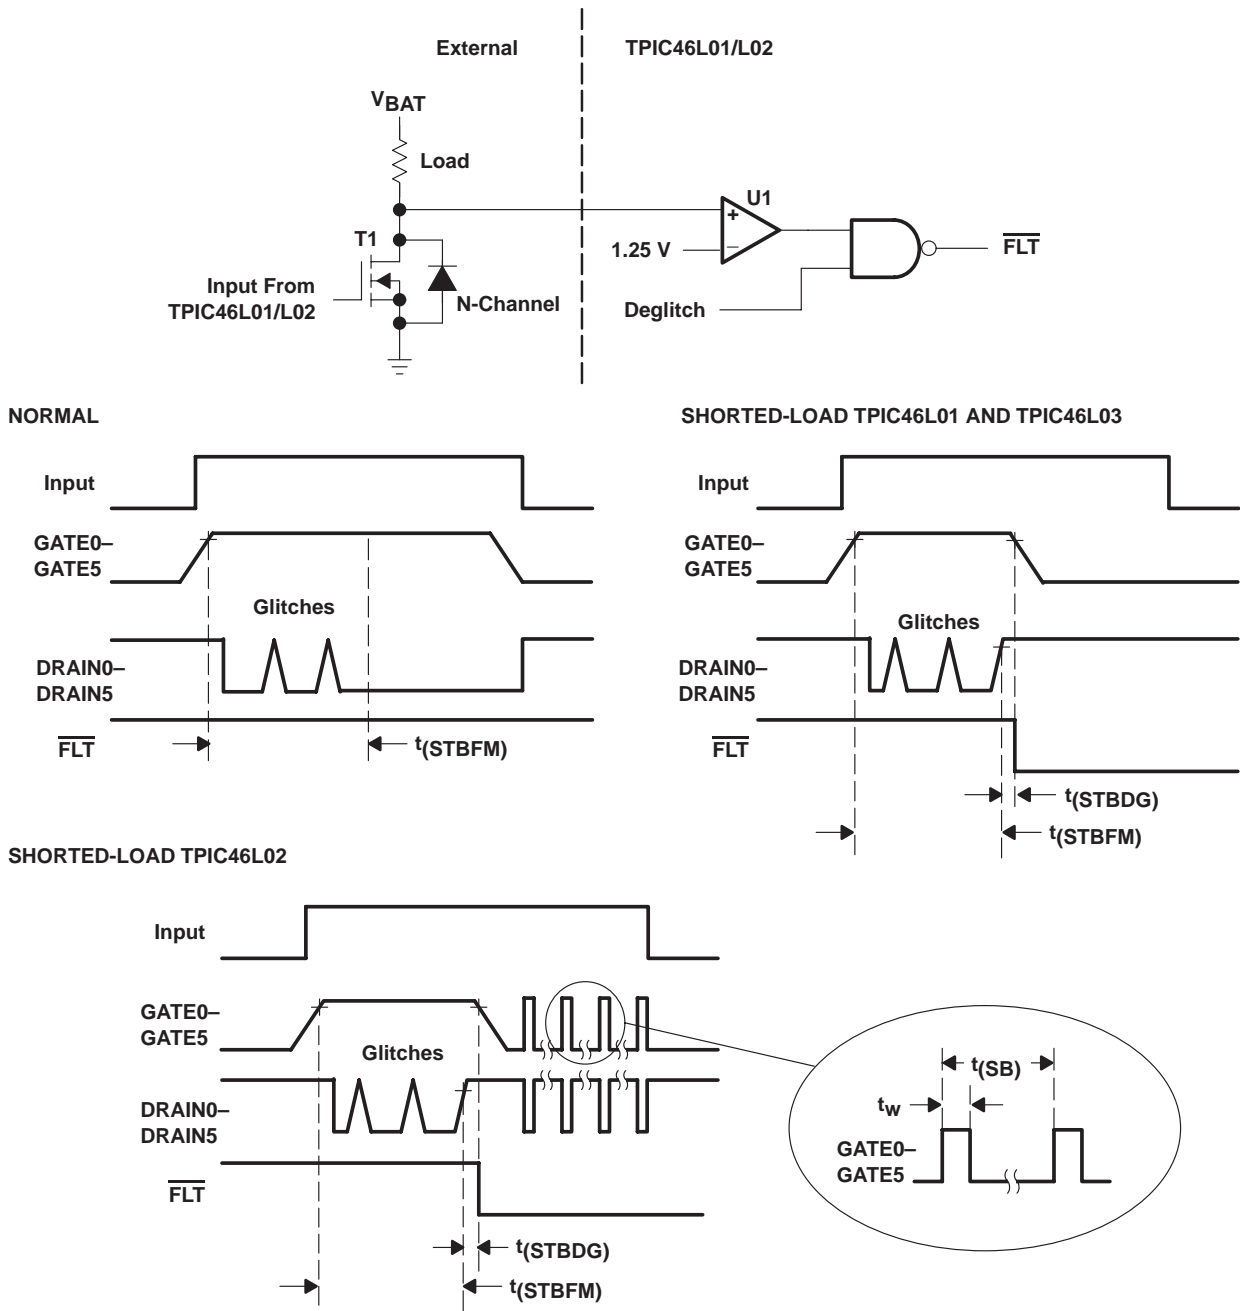 External
TPIC46L01/L02
VBAT
Load
U1
+
T1
1.25 V
–
FLT
Input From
TPIC46L01/L02
N-Channel
Deglitch
NORMAL
Input
GATE0–
GATE5
Glitches
DRAIN0–
DRAIN5
FLT
t(STBFM)
SHORTED-LOAD TPIC46L01 AND TPIC46L03
Input
GATE0–
GATE5
Glitches
DRAIN0–
DRAIN5
FLT
t(STBDG)
t(STBFM)
SHORTED-LOAD TPIC46L02
Input
GATE0–
GATE5
Glitches
DRAIN0–
DRAIN5
FLT
t(STBDG)
t(STBFM)
t(SB)
tw
GATE0–
GATE5